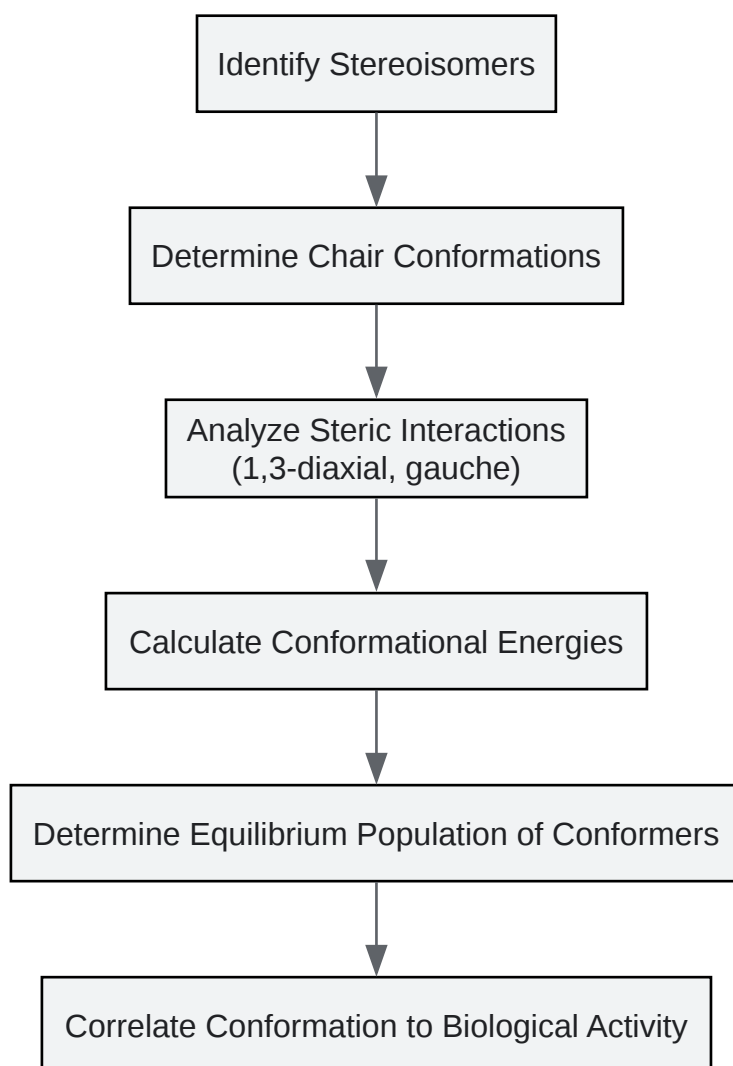 Identify Stereoisomers
Determine Chair Conformations
Analyze Steric Interactions
(1,3-diaxial, gauche)
Calculate Conformational Energies
Determine Equilibrium Population of Conformers
Correlate Conformation to Biological Activity